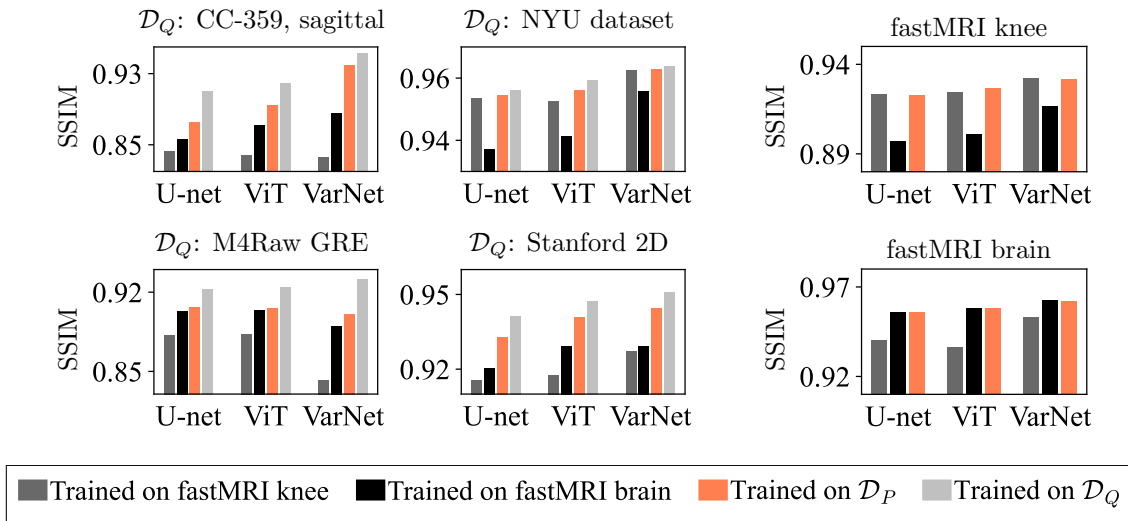 𝒟_Q: CC-359, sagittal
SSIM
0.93
0.85
U-net ViT VarNet
𝒟_Q: NYU dataset
0.96
0.94
U-net ViT VarNet
fastMRI knee
SSIM
0.94
0.89
U-net ViT VarNet
𝒟_Q: M4Raw GRE
SSIM
0.92
0.85
U-net ViT VarNet
𝒟_Q: Stanford 2D
0.95
0.92
U-net ViT VarNet
fastMRI brain
SSIM
0.97
0.92
U-net ViT VarNet
Trained on fastMRI knee Trained on fastMRI brain Trained on 𝒟_P Trained on 𝒟_Q